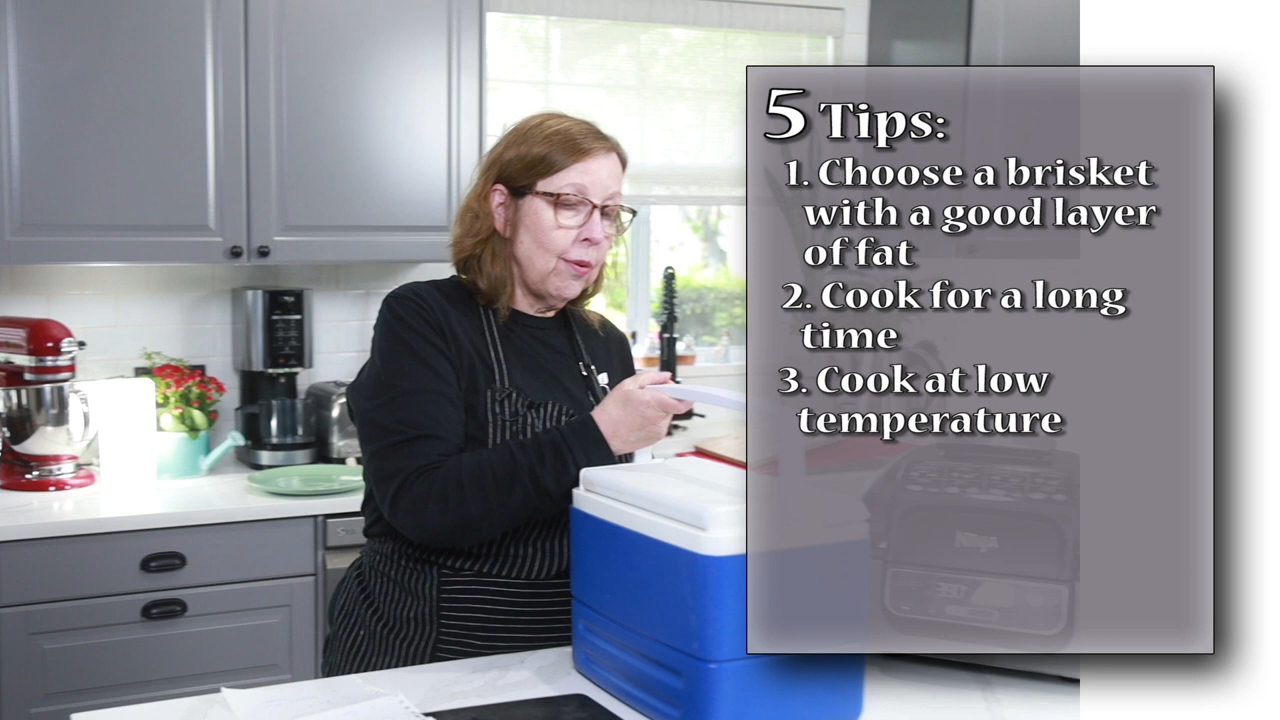 5 Tips:
1. Choose a brisket
with a good layer
of fat
2. Cook for a long
time
3. Cook at low
temperature